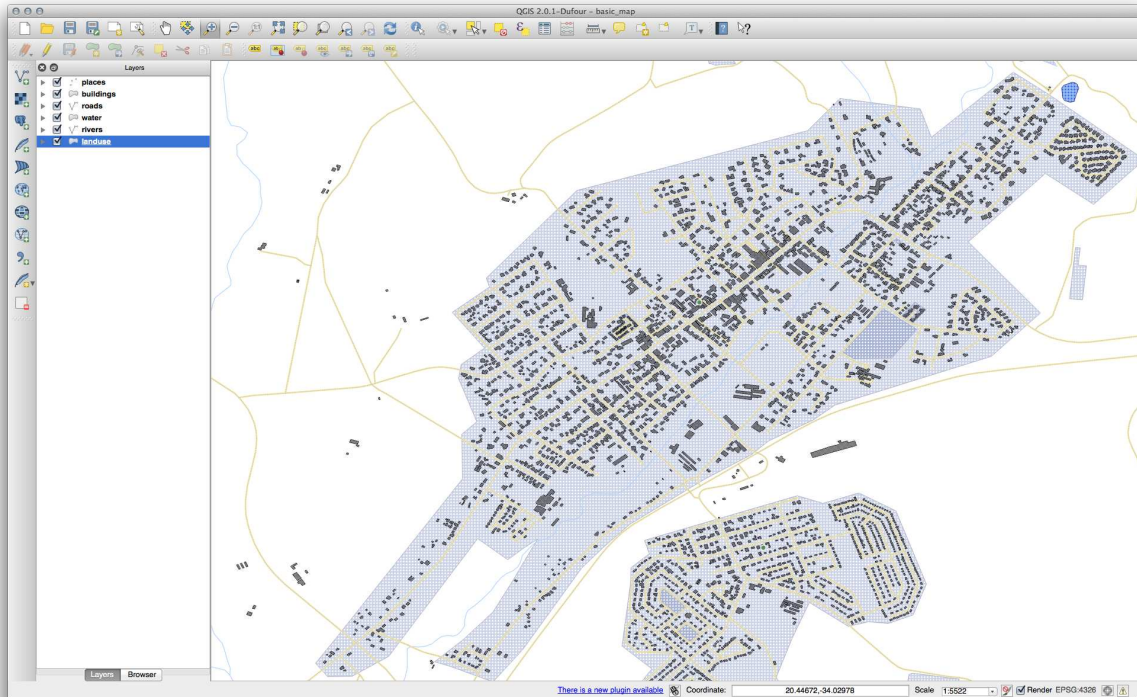 QGIS 2.0.1-Dufour – basic_map
Layers
places
buildings
roads
water
rivers
landuse
Layers Browser
There is a new plugin available Coordinate: 20.44672,-34.02978 Scale 1:5522 Render EPSG:4326